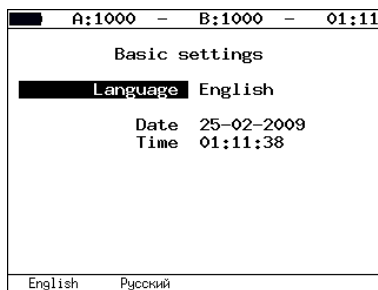 A:1000 – B:1000 – 01:11
Basic settings
Language English
Date 25-02-2009
Time 01:11:38
English Русский